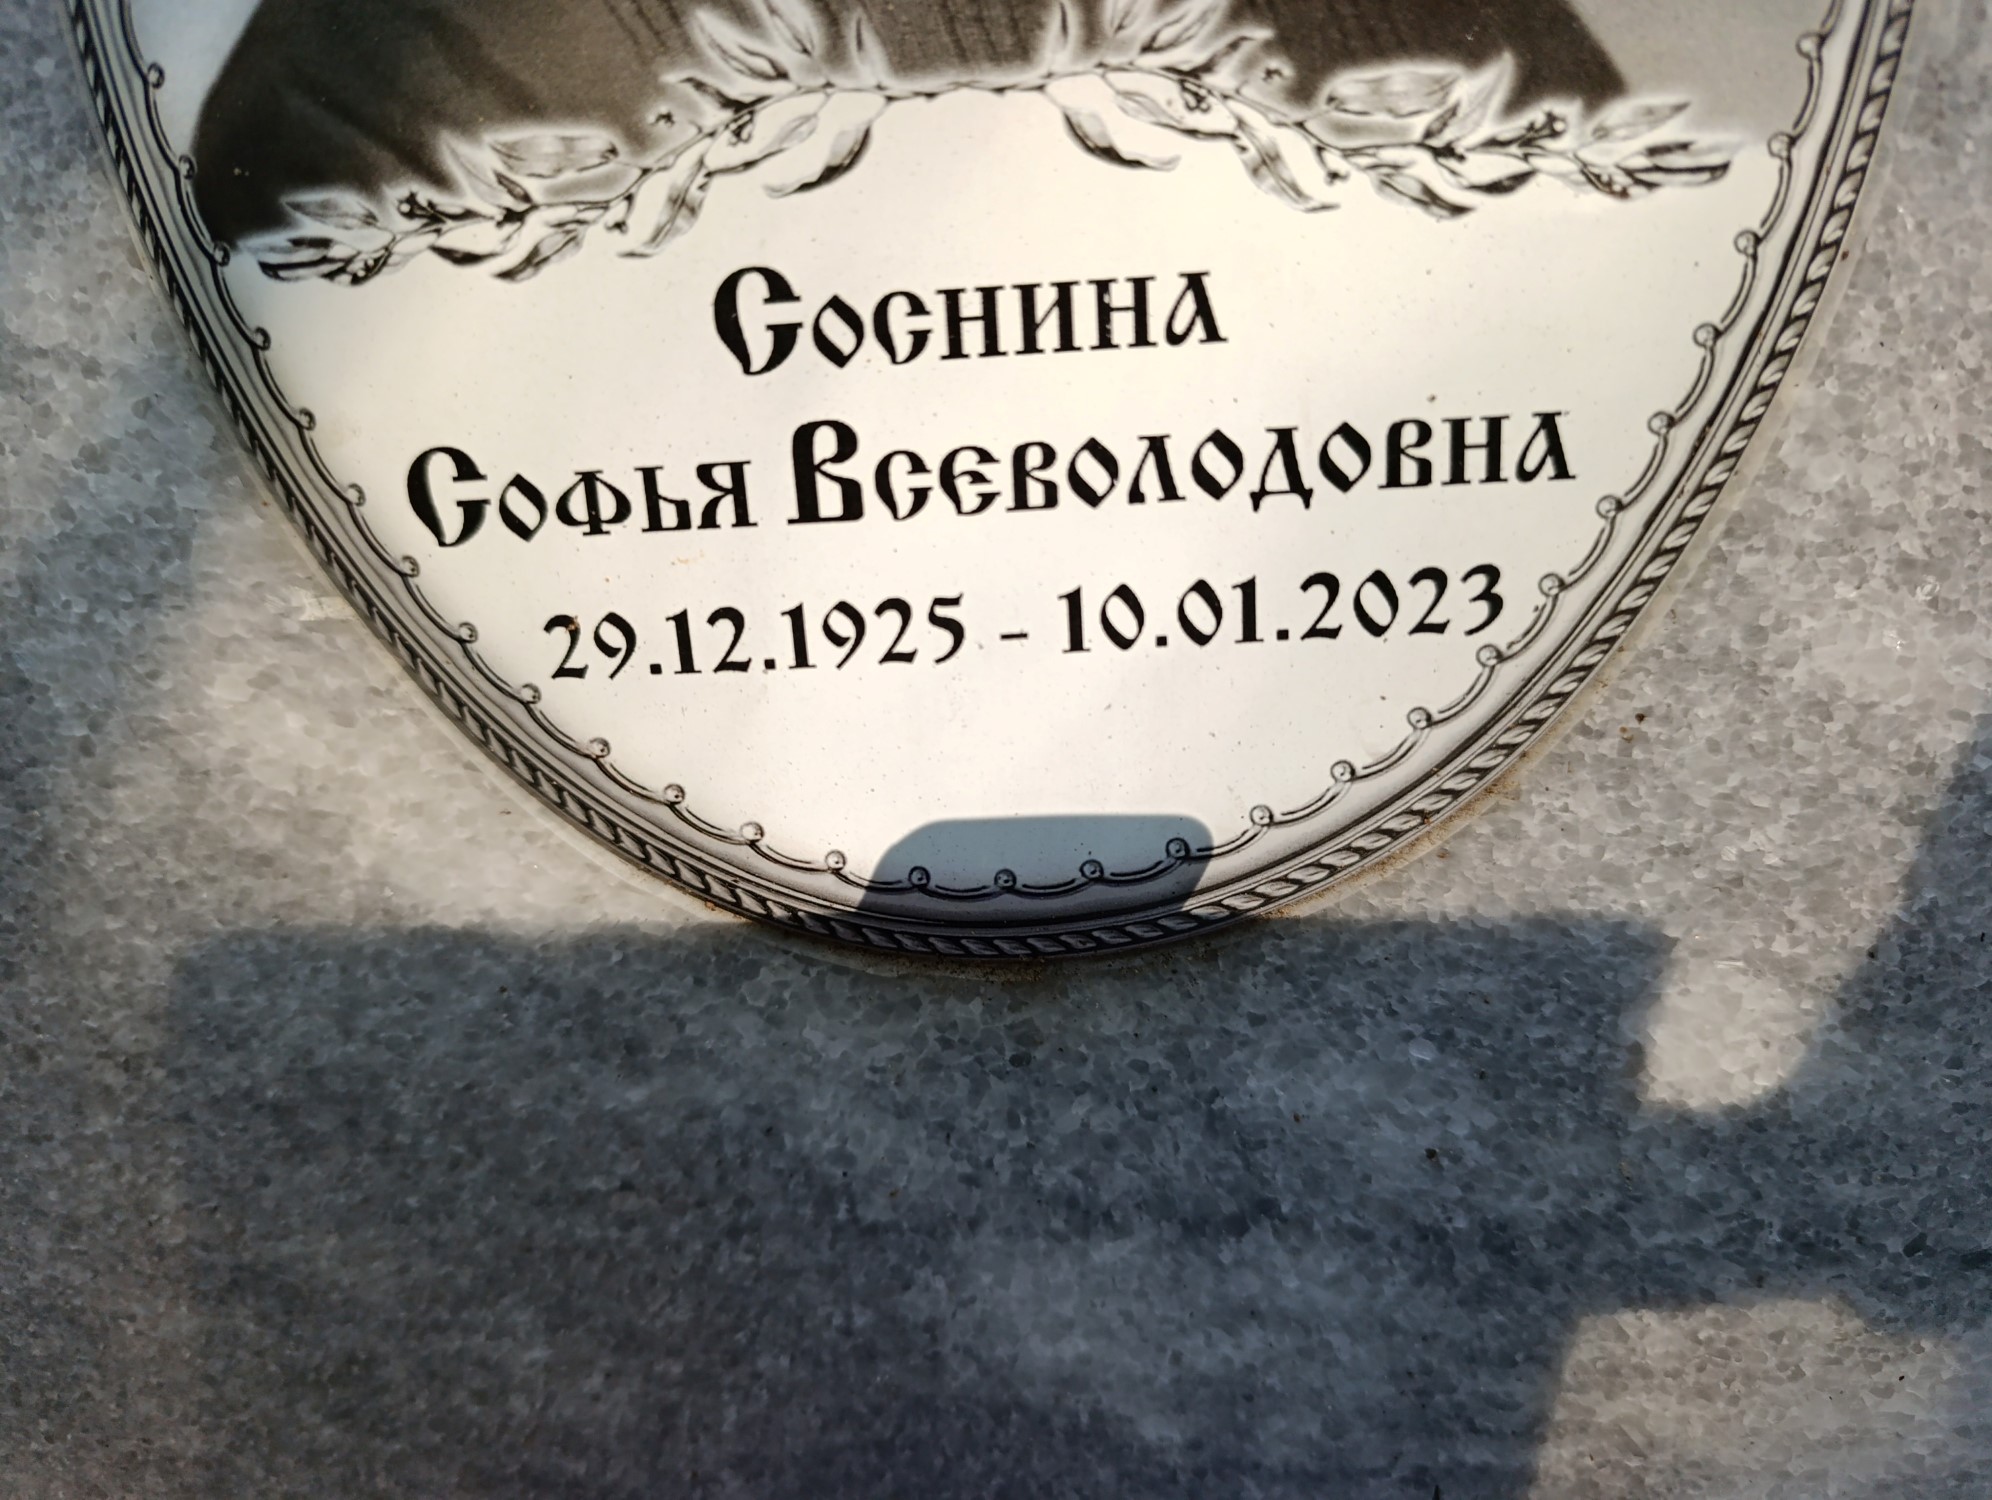 Соснина
Софья Всеволодовна
29.12.1925 - 10.01.2023